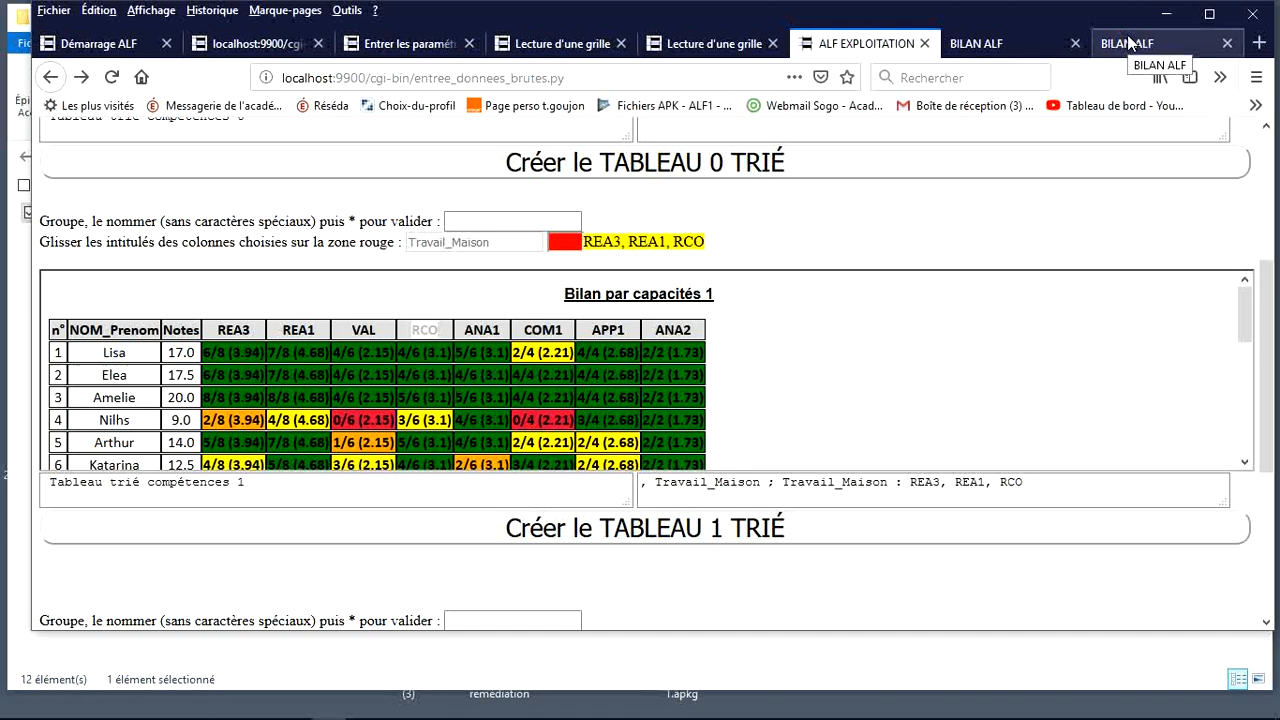 Fichier Édition Affichage Historique Marque-pages Outils ?
Démarrage ALF
localhost:9900/cgi-
Entrer les paramét
Lecture d'une grille
Lecture d'une grille
ALF EXPLOITATION
BILAN ALF
BILAN ALF
BILAN ALF
localhost:9900/cgi-bin/entree_donnees_brutes.py
Rechercher
Les plus visités
Messagerie de l'acadé...
Réséda
Choix-du-profil
Page perso t.goujon
Fichiers APK - ALF1 - ...
Webmail Sogo - Acad...
Boîte de réception (3) ...
Tableau de bord - You...
Tableau trié compétences 0
Créer le TABLEAU 0 TRIÉ
Groupe, le nommer (sans caractères spéciaux) puis * pour valider :
Glisser les intitulés des colonnes choisies sur la zone rouge : Travail_Maison REA3, REA1, RCO
Bilan par capacités 1
n° NOM_Prenom Notes REA3 REA1 VAL RCO ANA1 COM1 APP1 ANA2
1 Lisa 17.0 6/8 (3.94) 7/8 (4.68) 4/6 (2.15) 4/6 (3.1) 5/6 (3.1) 2/4 (2.21) 4/4 (2.68) 2/2 (1.73)
2 Elea 17.5 6/8 (3.94) 7/8 (4.68) 4/6 (2.15) 4/6 (3.1) 5/6 (3.1) 4/4 (2.21) 4/4 (2.68) 2/2 (1.73)
3 Amelie 20.0 8/8 (3.94) 8/8 (4.68) 4/6 (2.15) 5/6 (3.1) 6/6 (3.1) 4/4 (2.21) 4/4 (2.68) 2/2 (1.73)
4 Nilhs 9.0 2/8 (3.94) 4/8 (4.68) 0/6 (2.15) 3/6 (3.1) 4/6 (3.1) 0/4 (2.21) 3/4 (2.68) 2/2 (1.73)
5 Arthur 14.0 5/8 (3.94) 7/8 (4.68) 1/6 (2.15) 5/6 (3.1) 4/6 (3.1) 2/4 (2.21) 2/4 (2.68) 2/2 (1.73)
6 Katarina 12.5 4/8 (3.94) 5/8 (4.68) 3/6 (2.15) 4/6 (3.1) 2/6 (3.1) 3/4 (2.21) 2/4 (2.68) 2/2 (1.73)
Tableau trié compétences 1
, Travail_Maison ; Travail_Maison : REA3, REA1, RCO
Créer le TABLEAU 1 TRIÉ
Groupe, le nommer (sans caractères spéciaux) puis * pour valider :
12 élément(s) 1 élément sélectionné
(3) remediation 1.apkg